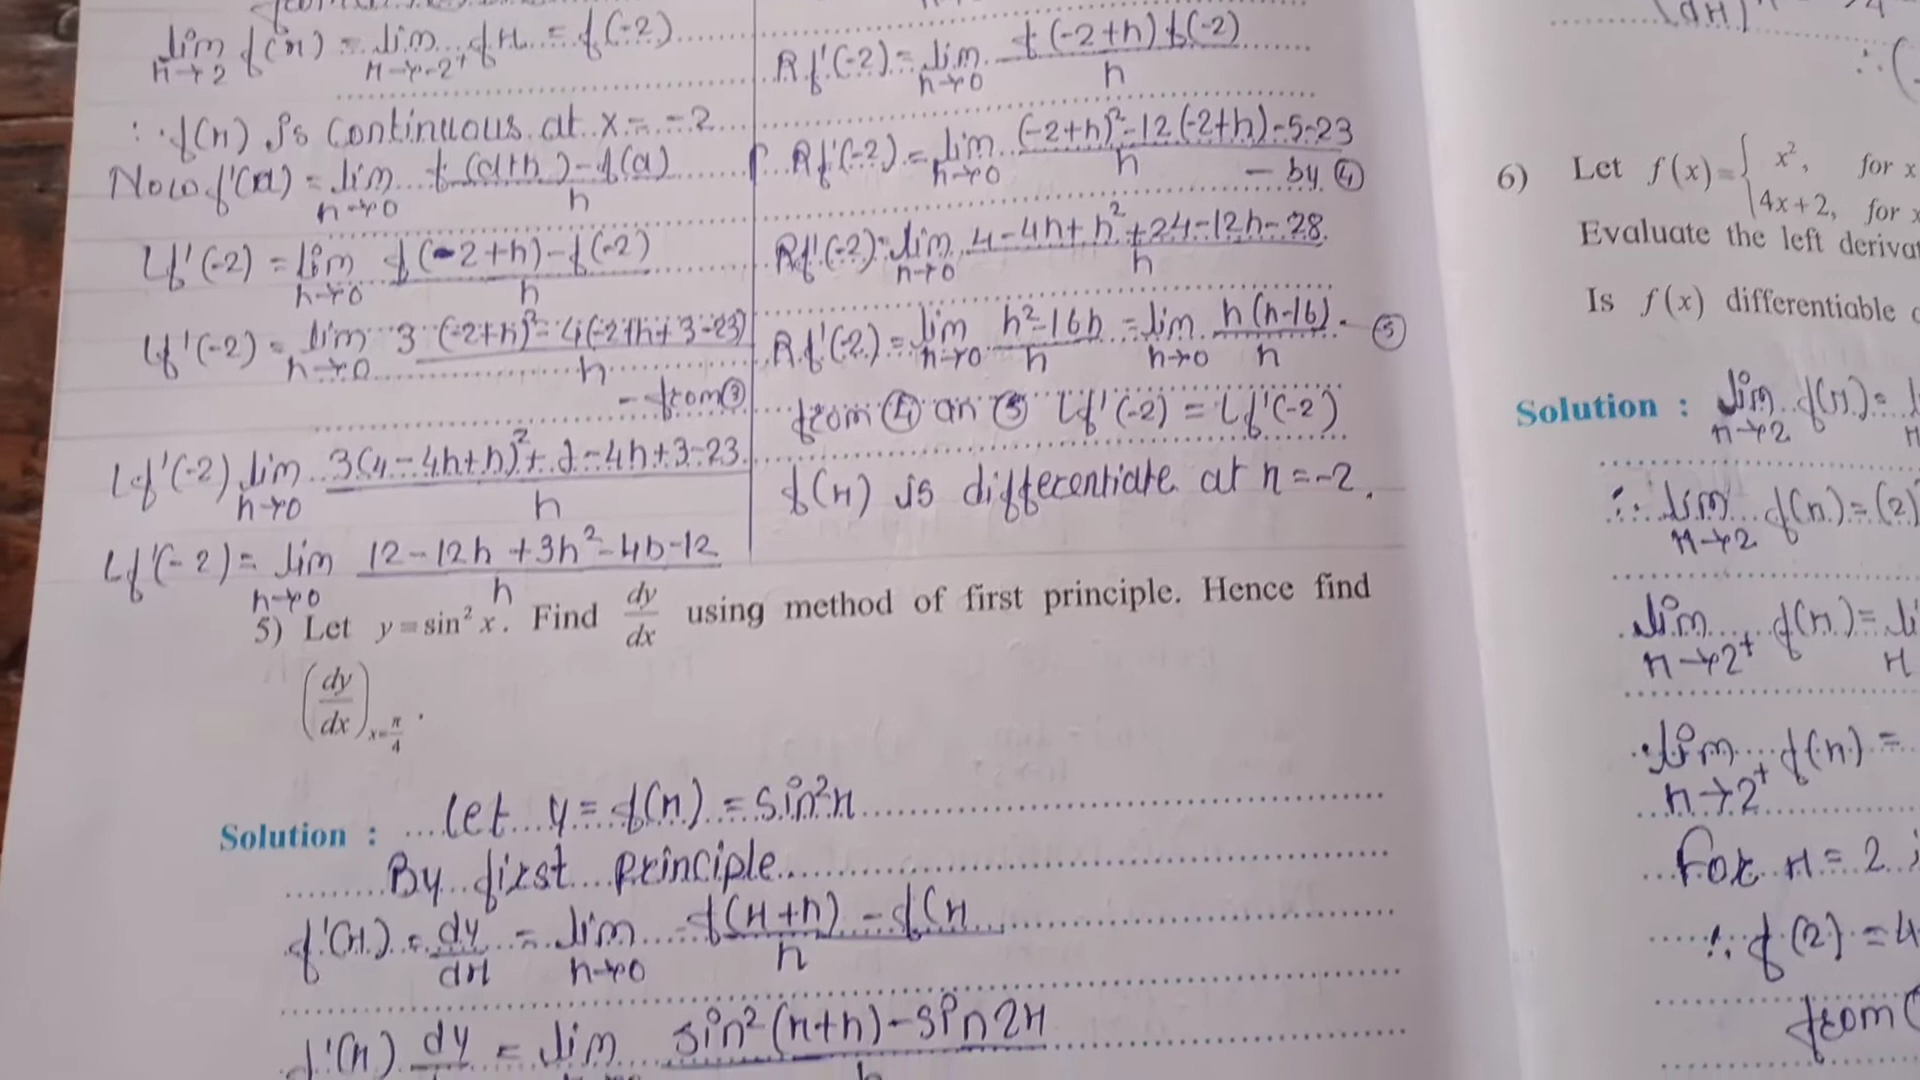 lim f(x) = lim f(x) = f(-2)
x→2 x→-2⁺
∴ f(x) is continuous at x = -2
Now f'(a) = lim f(a+h) - f(a)
h→0 h
Lf'(-2) = lim f(-2+h) - f(-2)
h→0 h
Lf'(-2) = lim 3 (-2+h)² - 4(-2+h+3-23)
h→0 h
- from ③
Lf'(-2) lim 3(4-4h+h)²+ -4h+3-23
h→0 h
Lf'(-2) = lim 12-12h+3h²-4h-12
h→0 h
Rf'(-2) = lim f(-2+h) f(-2)
h→0 h
Rf'(-2) = lim (-2+h)²-12(-2+h)-5-23
h→0 h - by ④
Rf'(-2) = lim 4-4h+h²+24-12h-28
h→0 h
Rf'(-2) = lim h²-16h = lim h(h-16) - ⑤
h→0 h h→0 h
from ④ an ⑤ Lf'(-2) = Lf'(-2)
f(x) is differentiate at x = -2.
5) Let y = sin² x. Find dy/dx using method of first principle. Hence find
(dy/dx) x=π/4 .
Solution : Let y = f(x) = sin²x
By first principle
f'(x) = dy/dx = lim f(x+h) - f(x
h→0 h
f'(x) dy = lim sin²(x+h) - sin2x
6) Let f(x) = { x², for x
4x+2, for x
Evaluate the left deriva
Is f(x) differentiable
Solution : lim f(x) =
x→2
∴ lim f(x) = (2)
x→2
lim f(x) = li
x→2⁺
lim f(x) =
x→2⁺
For x = 2
∴ f(2) = 4
from